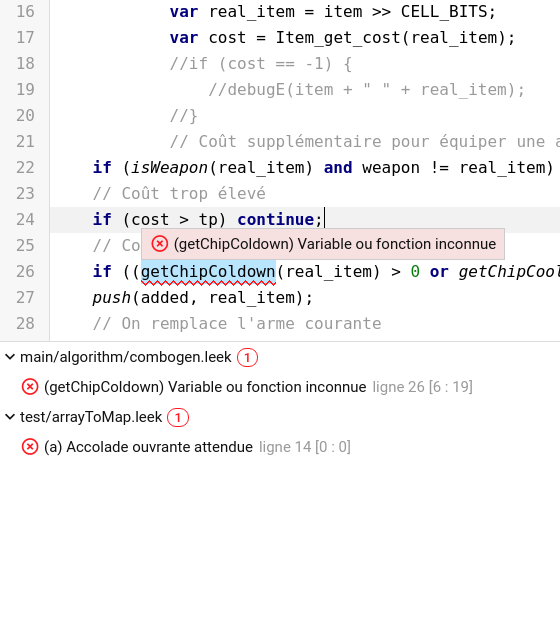 16 var real_item = item >> CELL_BITS;
17 var cost = Item_get_cost(real_item);
18 //if (cost == -1) {
19 //debugE(item + " " + real_item);
20 //}
21 // Coût supplémentaire pour équiper une a
22 if (isWeapon(real_item) and weapon != real_item)
23 // Coût trop élevé
24 if (cost > tp) continue;
25 // Co
(getChipColdown) Variable ou fonction inconnue
26 if ((getChipColdown(real_item) > 0 or getChipCool
27 push(added, real_item);
28 // On remplace l'arme courante
main/algorithm/combogen.leek 1
(getChipColdown) Variable ou fonction inconnue ligne 26 [6 : 19]
test/arrayToMap.leek 1
(a) Accolade ouvrante attendue ligne 14 [0 : 0]